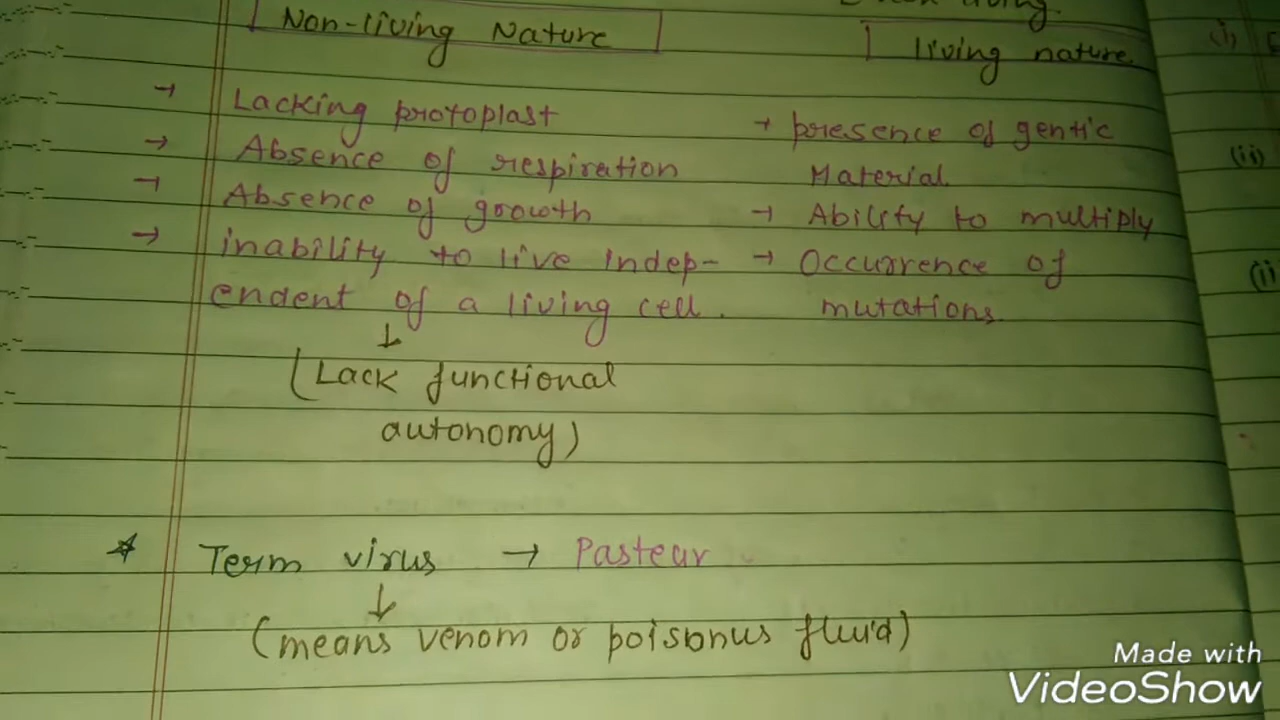 Non-living Nature
living nature.
→ Lacking protoplast
→ Absence of respiration
→ Absence of growth
→ inability to live indep-
endent of a living cell.
↓
(Lack functional
autonomy)
→ presence of gentic
Material.
→ Ability to multiply
→ Occurrence of
mutations.
☆ Term virus → Pasteur
↓
(means venom or poisonus fluid)
(i)
(ii)
Made with
VideoShow